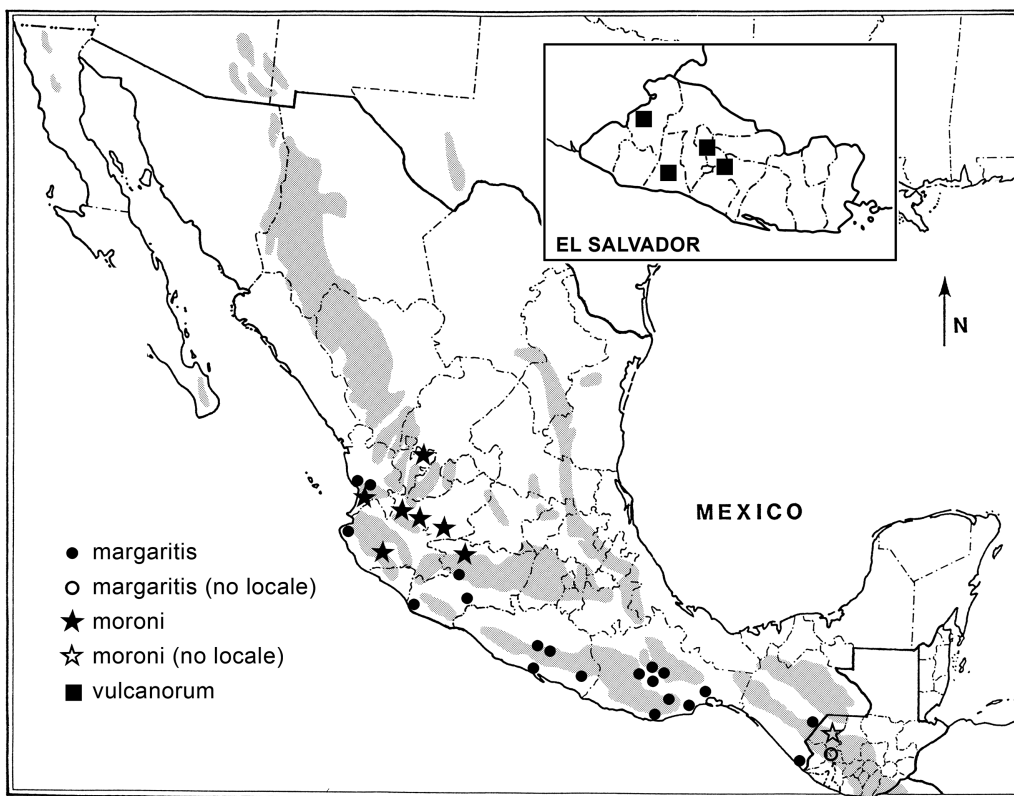 EL SALVADOR
N
MEXICO
margaritis
margaritis (no locale)
moroni
moroni (no locale)
vulcanorum